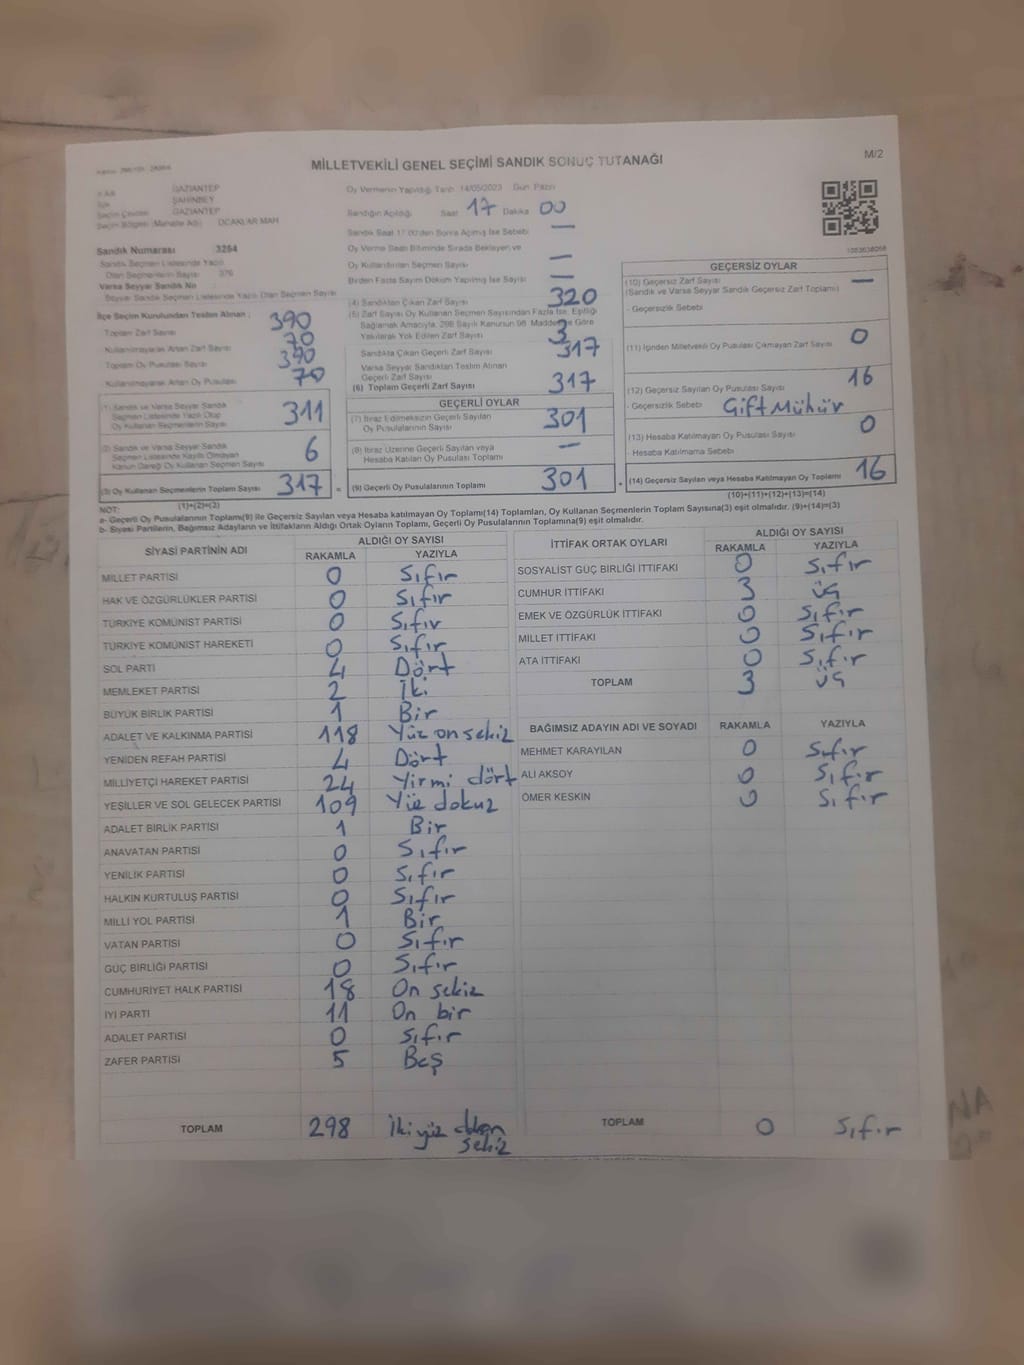 MİLLETVEKİLİ GENEL SEÇİMİ SANDIK SONUÇ TUTANAĞI
M/2
İl Adı GAZİANTEP
İlçe ŞAHİNBEY
Seçim Çevresi GAZİANTEP
Seçim Bölgesi (Mahalle Adı) OCAKLAR MAH
Sandık Numarası 3254
Sandık Seçmen Listesinde Yazılı
Olan Seçmenlerin Sayısı 376
Varsa Seyyar Sandık No
Seyyar Sandık Seçmen Listesinde Yazılı Olan Seçmen Sayısı
İlçe Seçim Kurulundan Teslim Alınan ;
Toplam Zarf Sayısı 390
Kullanılmayarak Artan Zarf Sayısı 70
Toplam Oy Pusulası Sayısı 390
Kullanılmayarak Artan Oy Pusulası 70
(1) Sandık ve Varsa Seyyar Sandık
Seçmen Listesinde Yazılı Olup
Oy Kullanan Seçmenlerin Sayısı 311
(2) Sandık ve Varsa Seyyar Sandık
Seçmen Listesinde Kayıtlı Olmayan
Kanun Gereği Oy Kullanan Seçmen Sayısı 6
(3) Oy Kullanan Seçmenlerin Toplam Sayısı 317 =
(1)+(2)=(3)
Oy Vermenin Yapıldığı Tarih 14/05/2023 Gün Pazar
Sandığın Açıldığı Saat 17 Dakika 00
Sandık Saat 17.00'den Sonra Açılmış İse Sebebi —
Oy Verme Saati Bitiminde Sırada Bekleyen ve
Oy Kullandırılan Seçmen Sayısı —
Birden Fazla Sayım Döküm Yapılmış İse Sayısı —
(4) Sandıktan Çıkan Zarf Sayısı 320
(5) Zarf Sayısı Oy Kullanan Seçmen Sayısından Fazla İse, Eşitliği
Sağlamak Amacıyla, 298 Sayılı Kanunun 98. Maddesine Göre
Yakılarak Yok Edilen Zarf Sayısı 3
Sandıkta Çıkan Geçerli Zarf Sayısı 317
Varsa Seyyar Sandıktan Teslim Alınan
Geçerli Zarf Sayısı
(6) Toplam Geçerli Zarf Sayısı 317
GEÇERLİ OYLAR
(7) İtiraz Edilmeksizin Geçerli Sayılan
Oy Pusulalarının Sayısı 301
(8) İtiraz Üzerine Geçerli Sayılan veya
Hesaba Katılan Oy Pusulası Toplamı —
(9) Geçerli Oy Pusulalarının Toplamı 301 +
1053638058
GEÇERSİZ OYLAR
(10) Geçersiz Zarf Sayısı —
(Sandık ve Varsa Seyyar Sandık Geçersiz Zarf Toplamı)
- Geçersizlik Sebebi
(11) İçinden Milletvekili Oy Pusulası Çıkmayan Zarf Sayısı 0
(12) Geçersiz Sayılan Oy Pusulası Sayısı 16
- Geçersizlik Sebebi Çift Mühür
(13) Hesaba Katılmayan Oy Pusulası Sayısı 0
- Hesaba Katılmama Sebebi
(14) Geçersiz Sayılan veya Hesaba Katılmayan Oy Toplamı 16
(10)+(11)+(12)+(13)=(14)
NOT:
a- Geçerli Oy Pusulalarının Toplamı(9) ile Geçersiz Sayılan veya Hesaba katılmayan Oy Toplamı(14) Toplamları, Oy Kullanan Seçmenlerin Toplam Sayısına(3) eşit olmalıdır. (9)+(14)=(3)
b- Siyasi Partilerin, Bağımsız Adayların ve İttifakların Aldığı Ortak Oyların Toplamı, Geçerli Oy Pusulalarının Toplamına(9) eşit olmalıdır.
SİYASİ PARTİNİN ADI ALDIĞI OY SAYISI
RAKAMLA YAZIYLA
MİLLET PARTİSİ 0 Sıfır
HAK VE ÖZGÜRLÜKLER PARTİSİ 0 Sıfır
TÜRKİYE KOMÜNİST PARTİSİ 0 Sıfır
TÜRKİYE KOMÜNİST HAREKETİ 0 Sıfır
SOL PARTİ 4 Dört
MEMLEKET PARTİSİ 2 İki
BÜYÜK BİRLİK PARTİSİ 1 Bir
ADALET VE KALKINMA PARTİSİ 118 Yüz on sekiz
YENİDEN REFAH PARTİSİ 4 Dört
MİLLİYETÇİ HAREKET PARTİSİ 24 Yirmi dört
YEŞİLLER VE SOL GELECEK PARTİSİ 109 Yüz dokuz
ADALET BİRLİK PARTİSİ 1 Bir
ANAVATAN PARTİSİ 0 Sıfır
YENİLİK PARTİSİ 0 Sıfır
HALKIN KURTULUŞ PARTİSİ 0 Sıfır
MİLLİ YOL PARTİSİ 1 Bir
VATAN PARTİSİ 0 Sıfır
GÜÇ BİRLİĞİ PARTİSİ 0 Sıfır
CUMHURİYET HALK PARTİSİ 18 On sekiz
İYİ PARTİ 11 On bir
ADALET PARTİSİ 0 Sıfır
ZAFER PARTİSİ 5 Beş
TOPLAM 298 İki yüz doksan
sekiz
İTTİFAK ORTAK OYLARI ALDIĞI OY SAYISI
RAKAMLA YAZIYLA
SOSYALİST GÜÇ BİRLİĞİ İTTİFAKI 0 Sıfır
CUMHUR İTTİFAKI 3 üç
EMEK VE ÖZGÜRLÜK İTTİFAKI 0 Sıfır
MİLLET İTTİFAKI 0 Sıfır
ATA İTTİFAKI 0 Sıfır
TOPLAM 3 üç
BAĞIMSIZ ADAYIN ADI VE SOYADI RAKAMLA YAZIYLA
MEHMET KARAYILAN 0 Sıfır
ALİ AKSOY 0 Sıfır
ÖMER KESKİN 0 Sıfır
TOPLAM 0 Sıfır